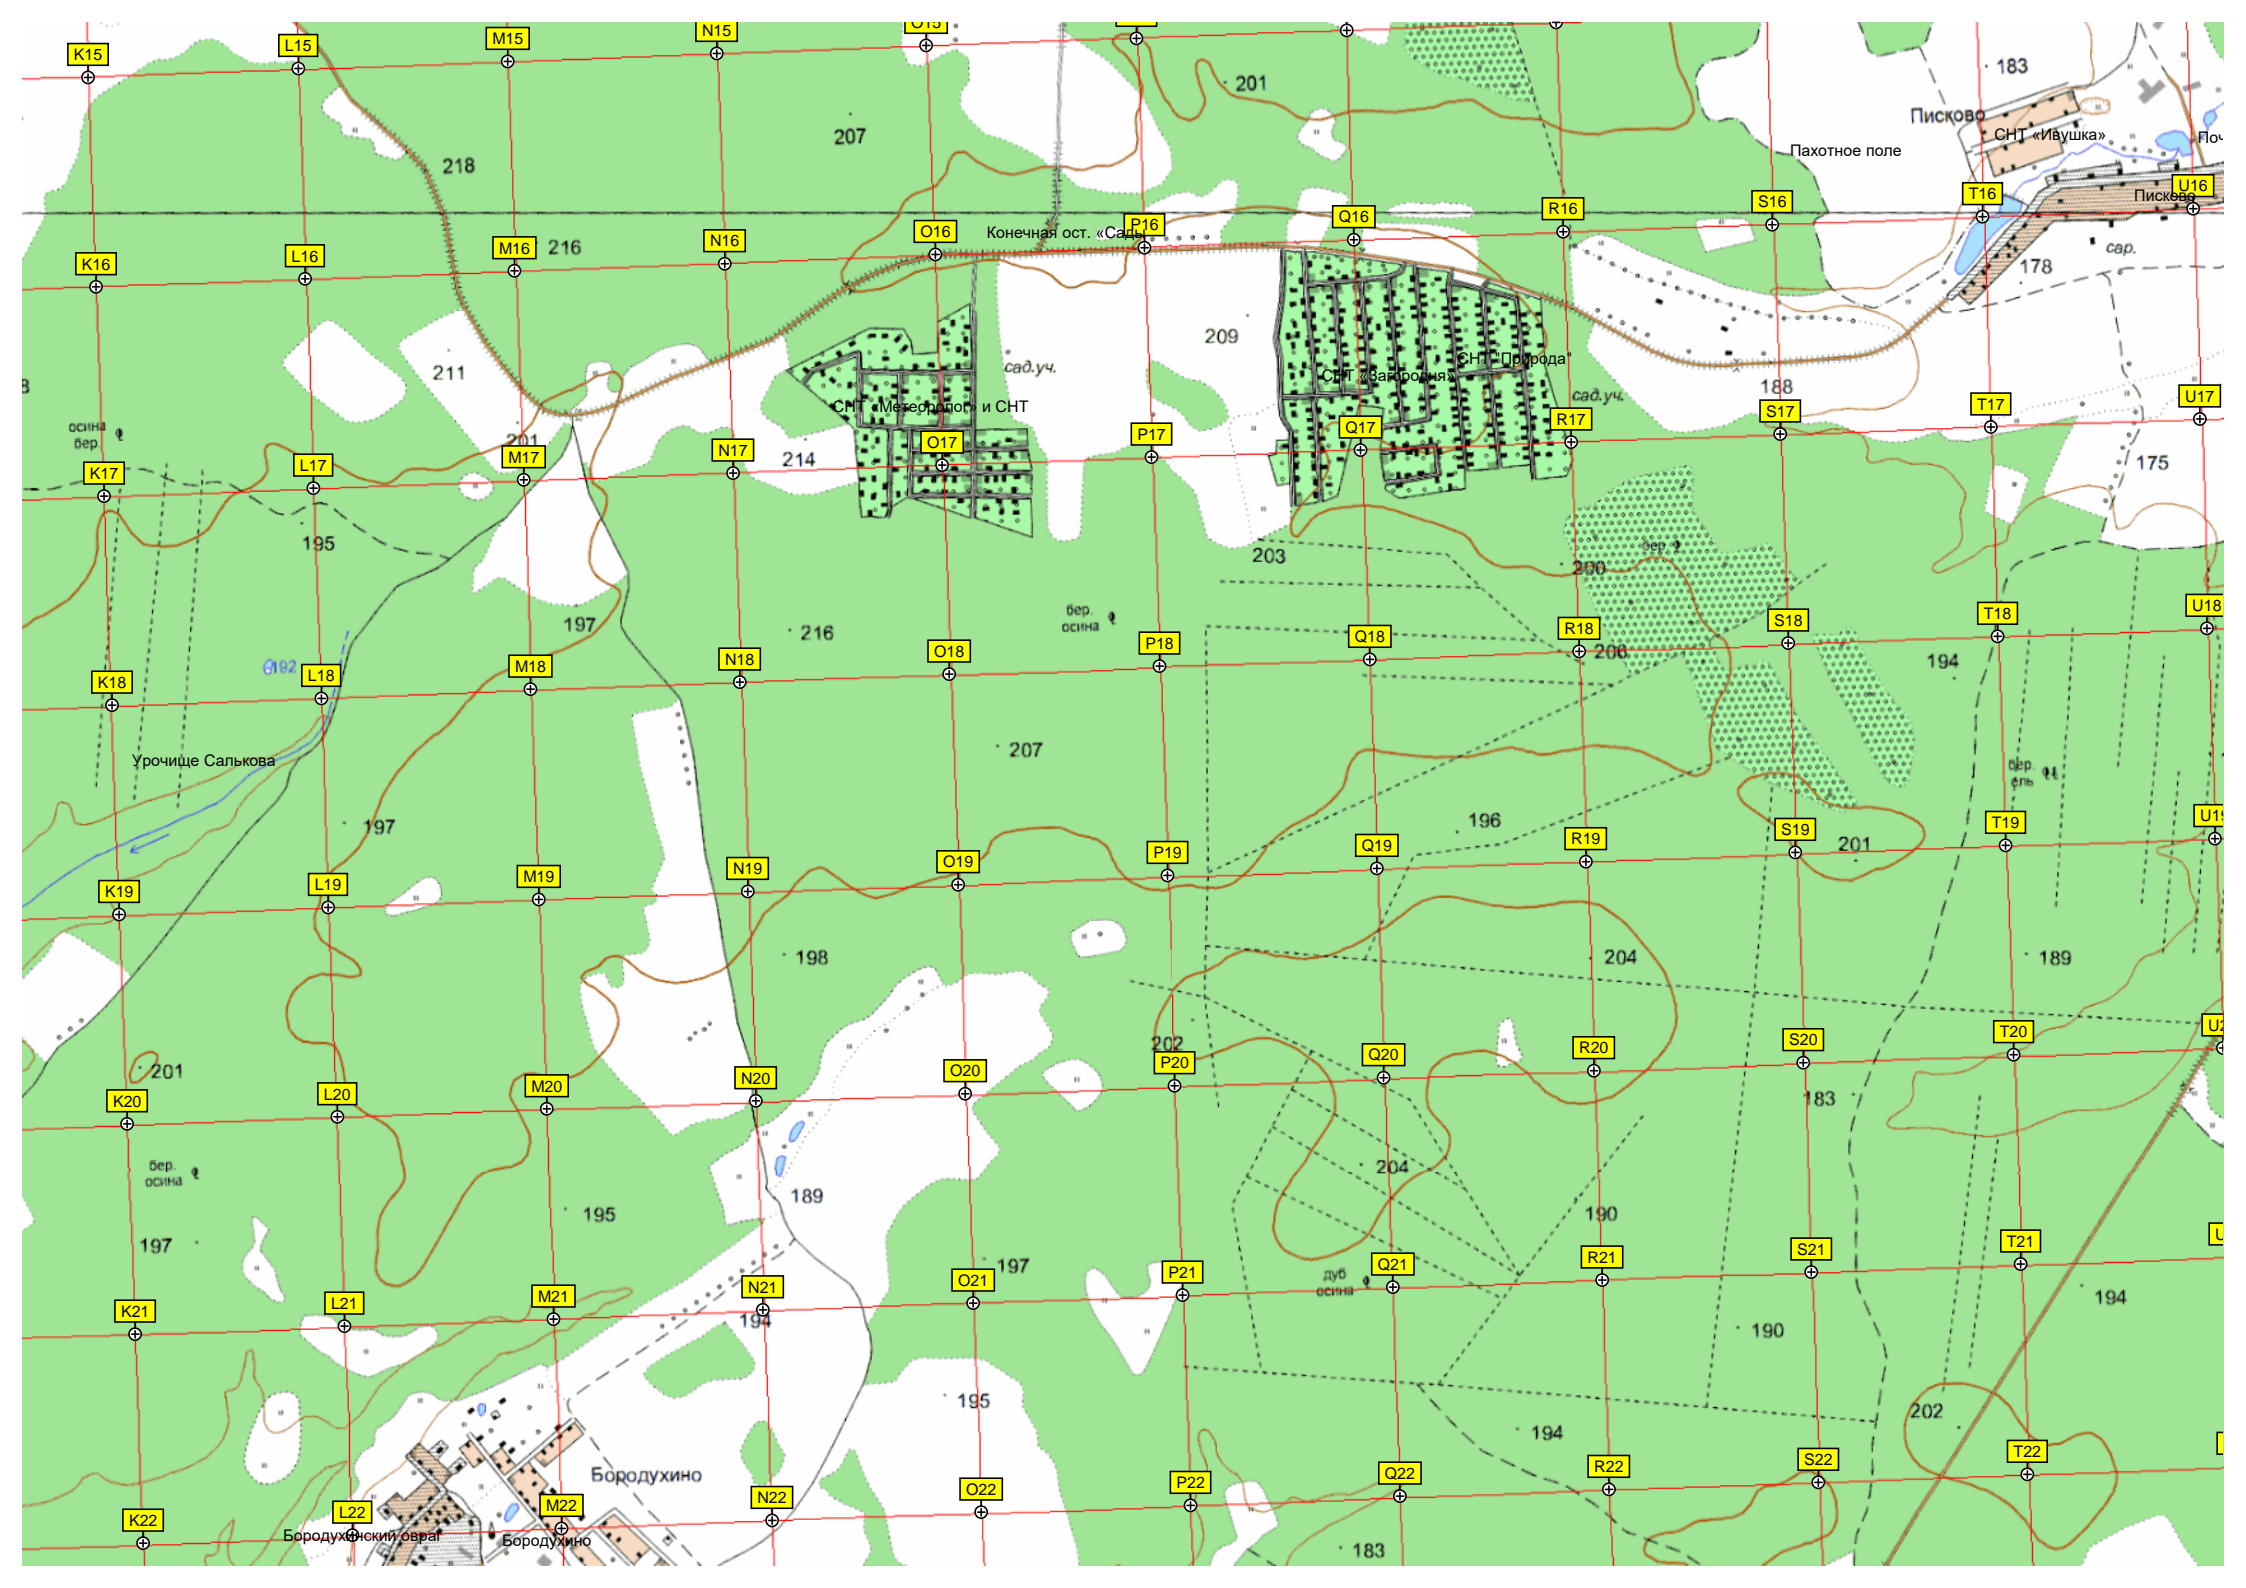 K15
L15
M15
N15
O15
183
201
207
Писково
СНТ «Ивушка»
Поч
Пахотное поле
218
K16
L16
M16
216
N16
O16
Конечная ост. «Сады
P16
Q16
R16
S16
T16
U16
Писково
сар.
178
209
211
сад.уч.
СНТ "Природа"
СНТ «Загородня»
сад.уч.
188
СНТ «Метеоролог» и СНТ
осина
бер.
201
K17
L17
M17
N17
214
O17
P17
Q17
R17
S17
T17
U17
175
195
203
бер.
200
197
216
бер.
осина
192
K18
L18
M18
N18
O18
P18
Q18
R18
206
S18
T18
U18
194
207
Урочище Салькова
бер.
ель
197
196
201
K19
L19
M19
N19
O19
P19
Q19
R19
S19
T19
U19
198
204
189
202
201
K20
L20
M20
N20
O20
P20
Q20
R20
S20
T20
U2
183
бер.
осина
189
204
195
190
197
197
дуб
осина
K21
L21
M21
N21
O21
P21
Q21
R21
S21
T21
U
194
190
194
195
202
194
Бородухино
K22
L22
M22
N22
O22
P22
Q22
R22
S22
T22
Бородухинский овраг
Бородухино
183